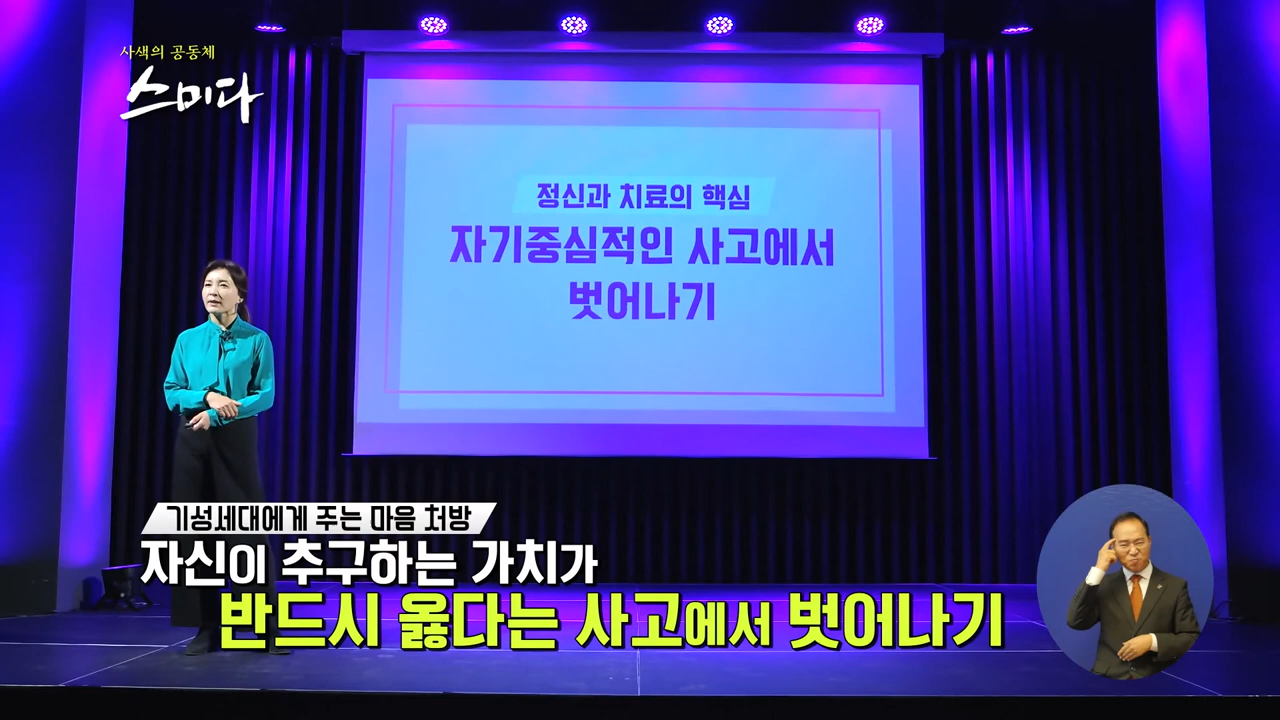 사색의 공동체
스미다
정신과 치료의 핵심
자기중심적인 사고에서
벗어나기
기성세대에게 주는 마음 처방
자신이 추구하는 가치가
반드시 옳다는 사고에서 벗어나기